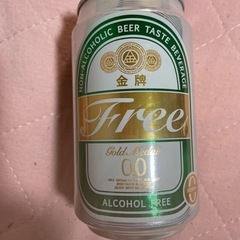 NON-ALCOHOLIC BEER TASTE BEVERAGE
金牌
Free
Gold Medal
0.0
ALCOHOL FREE